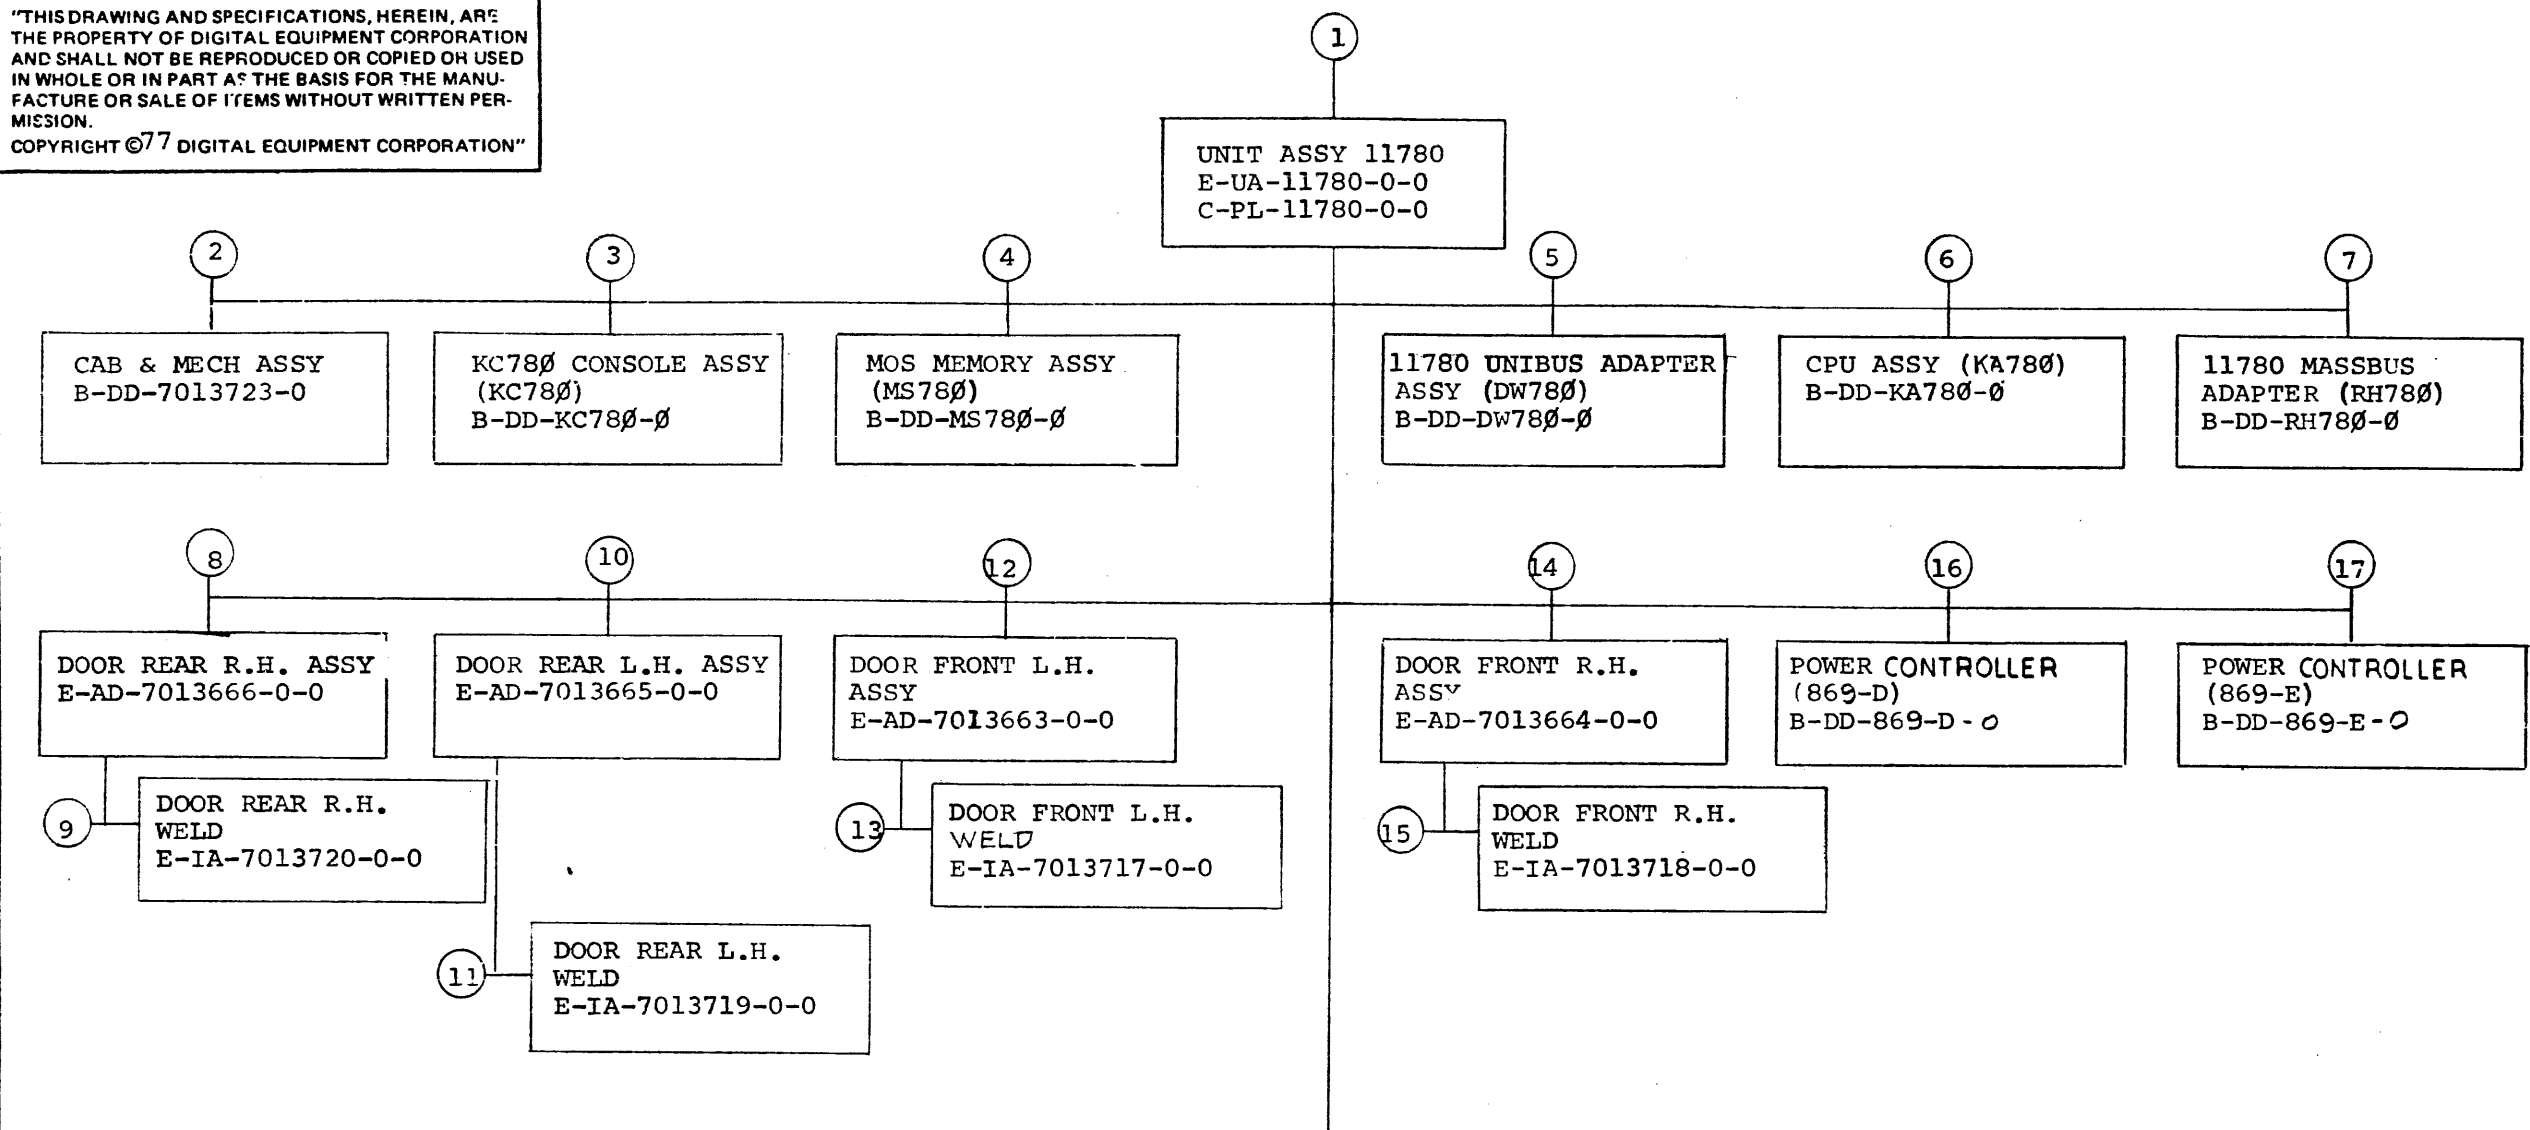 "THIS DRAWING AND SPECIFICATIONS, HEREIN, ARE
THE PROPERTY OF DIGITAL EQUIPMENT CORPORATION
AND SHALL NOT BE REPRODUCED OR COPIED OR USED
IN WHOLE OR IN PART AS THE BASIS FOR THE MANU-
FACTURE OR SALE OF ITEMS WITHOUT WRITTEN PER-
MISSION.
COPYRIGHT ©77 DIGITAL EQUIPMENT CORPORATION"
1
UNIT ASSY 11780
E-UA-11780-0-0
C-PL-11780-0-0
2
CAB & MECH ASSY
B-DD-7013723-0
3
KC78Ø CONSOLE ASSY
(KC78Ø)
B-DD-KC78Ø-Ø
4
MOS MEMORY ASSY
(MS78Ø)
B-DD-MS78Ø-Ø
5
11780 UNIBUS ADAPTER
ASSY (DW78Ø)
B-DD-DW78Ø-Ø
6
CPU ASSY (KA78Ø)
B-DD-KA78Ø-Ø
7
11780 MASSBUS
ADAPTER (RH78Ø)
B-DD-RH78Ø-Ø
8
DOOR REAR R.H. ASSY
E-AD-7013666-0-0
9
DOOR REAR R.H.
WELD
E-IA-7013720-0-0
10
DOOR REAR L.H. ASSY
E-AD-7013665-0-0
11
DOOR REAR L.H.
WELD
E-IA-7013719-0-0
12
DOOR FRONT L.H.
ASSY
E-AD-7013663-0-0
13
DOOR FRONT L.H.
WELD
E-IA-7013717-0-0
14
DOOR FRONT R.H.
ASSY
E-AD-7013664-0-0
15
DOOR FRONT R.H.
WELD
E-IA-7013718-0-0
16
POWER CONTROLLER
(869-D)
B-DD-869-D-0
17
POWER CONTROLLER
(869-E)
B-DD-869-E-0